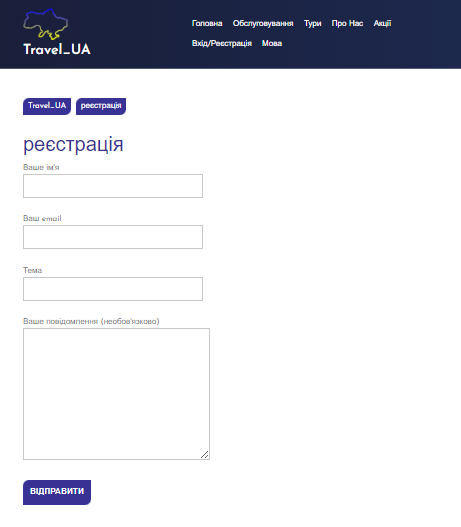 Головна Обслуговування Тури Про Нас Акції
Travel_UA
Вхід/Реєстрація Мова
Travel_UA реєстрація
реєстрація
Ваше ім'я
Ваш email
Тема
Ваше повідомлення (необов'язково)
ВІДПРАВИТИ